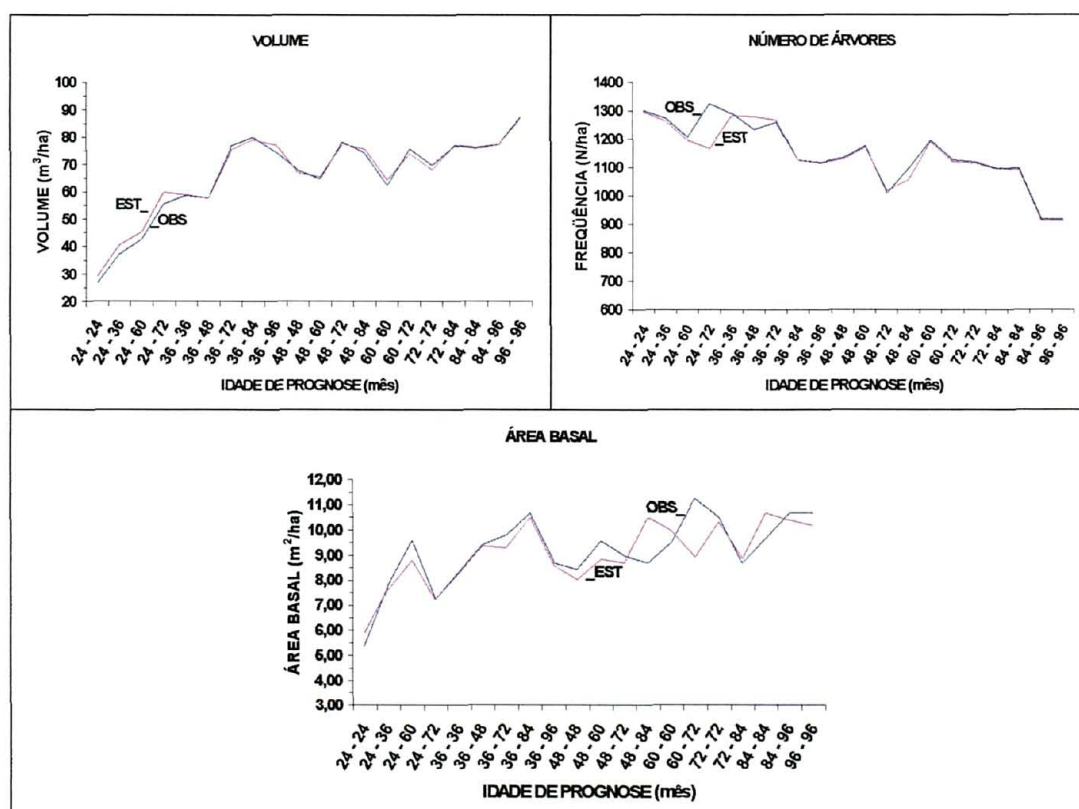 VOLUME
VOLUME (m³/ha)
100
90
80
70
60
50
40
30
20
EST_
_OBS
24 - 24
24 - 36
24 - 60
24 - 72
36 - 36
36 - 48
36 - 72
36 - 84
36 - 96
48 - 48
48 - 60
48 - 72
48 - 84
60 - 60
60 - 72
72 - 72
72 - 84
84 - 84
84 - 96
96 - 96
IDADE DE PROGNOSE (mês)
NÚMERO DE ÁRVORES
FREQÜÊNCIA (N/ha)
1400
1300
1200
1100
1000
900
800
700
600
OBS_
_EST
24 - 24
24 - 36
24 - 60
24 - 72
36 - 36
36 - 48
36 - 72
36 - 84
36 - 96
48 - 48
48 - 60
48 - 72
48 - 84
60 - 60
60 - 72
72 - 72
72 - 84
84 - 84
84 - 96
96 - 96
IDADE DE PROGNOSE (mês)
ÁREA BASAL
ÁREA BASAL (m²/ha)
12,00
11,00
10,00
9,00
8,00
7,00
6,00
5,00
4,00
3,00
OBS_
_EST
24 - 24
24 - 36
24 - 60
24 - 72
36 - 36
36 - 48
36 - 72
36 - 84
36 - 96
48 - 48
48 - 60
48 - 72
48 - 84
60 - 60
60 - 72
72 - 72
72 - 84
84 - 84
84 - 96
96 - 96
IDADE DE PROGNOSE (mês)